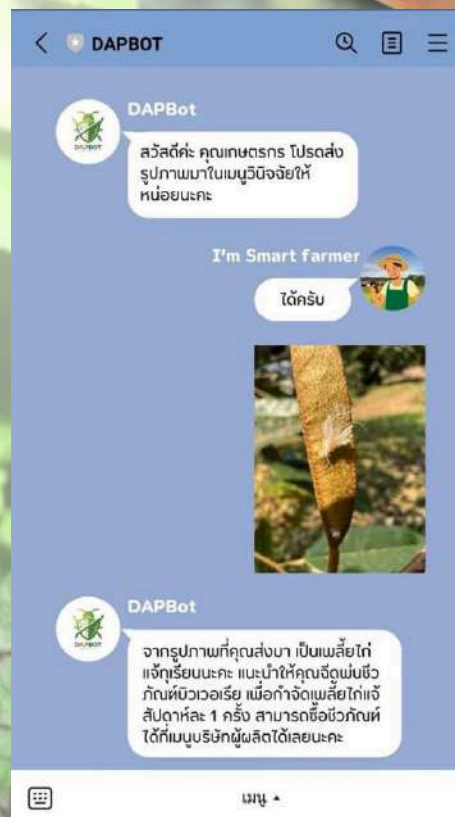 DAPBOT
DAPBot
DAPBOT
สวัสดีค่ะ คุณเกษตรกร โปรดส่ง
รูปภาพมาในเมนูวินิจฉัยให้
หน่อยนะคะ
I'm Smart farmer
ได้ครับ
DAPBot
DAPBOT
จากรูปภาพที่คุณส่งมา เป็นเพลี้ยไก่
แจ้ทุเรียนนะคะ แนะนำให้คุณฉีดพ่นชีว
ภัณฑ์บิวเวอเรีย เพื่อกำจัดเพลี้ยไก่แจ้
สัปดาห์ละ 1 ครั้ง สามารถซื้อชีวภัณฑ์
ได้ที่เมนูบริษัทผู้ผลิตได้เลยนะคะ
เมนู